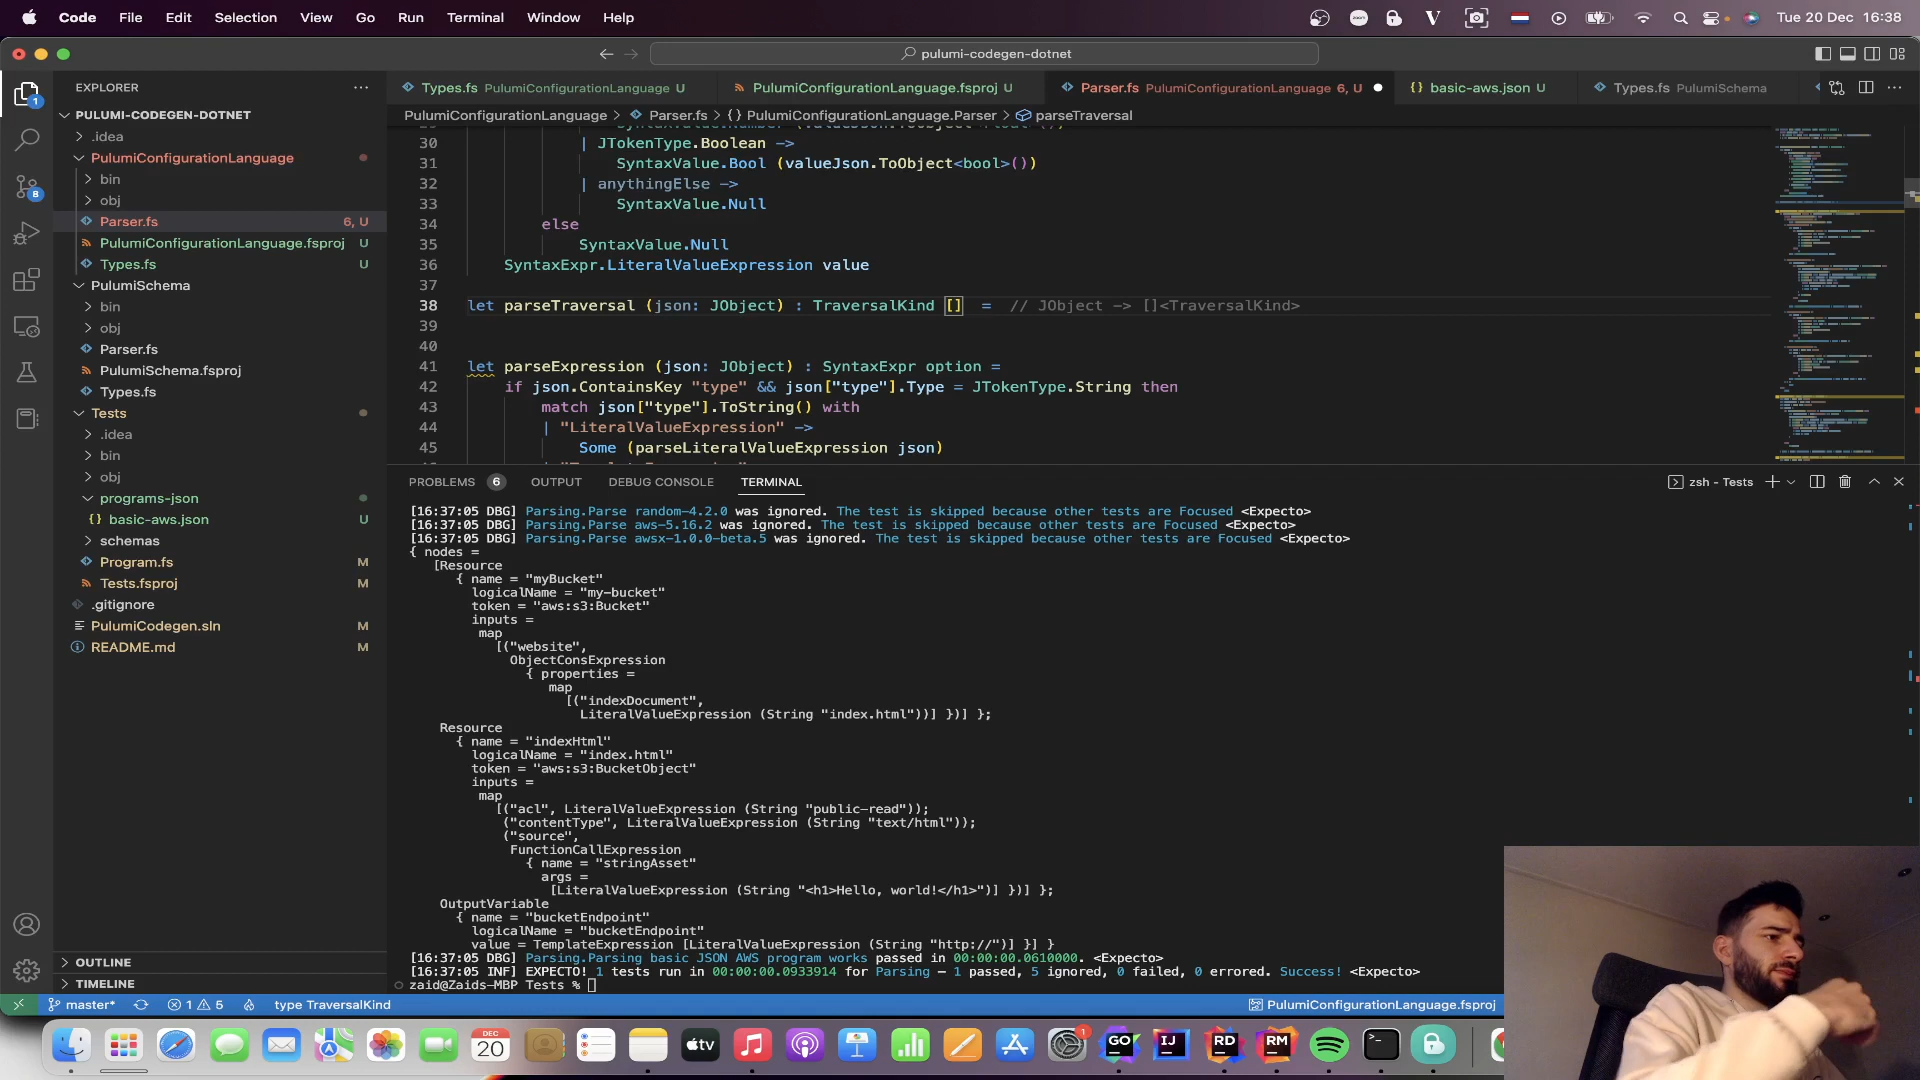 Code File Edit Selection View Go Run Terminal Window Help
zoom
V
Tue 20 Dec 16:38
pulumi-codegen-dotnet
EXPLORER
Types.fs PulumiConfigurationLanguage U
PulumiConfigurationLanguage.fsproj U
Parser.fs PulumiConfigurationLanguage 6, U
basic-aws.json U
Types.fs PulumiSchema
PulumiConfigurationLanguage > Parser.fs > {} PulumiConfigurationLanguage.Parser > parseTraversal
1
8
PULUMI-CODEGEN-DOTNET
.idea
PulumiConfigurationLanguage
bin
obj
Parser.fs 6, U
PulumiConfigurationLanguage.fsproj U
Types.fs U
PulumiSchema
bin
obj
Parser.fs
PulumiSchema.fsproj
Types.fs
Tests
.idea
bin
obj
programs-json
{} basic-aws.json U
schemas
Program.fs M
Tests.fsproj M
.gitignore
PulumiCodegen.sln M
README.md M
OUTLINE
TIMELINE
30 | JTokenType.Boolean ->
31 SyntaxValue.Bool (valueJson.ToObject<bool>())
32 | anythingElse ->
33 SyntaxValue.Null
34 else
35 SyntaxValue.Null
36 SyntaxExpr.LiteralValueExpression value
37
38 let parseTraversal (json: JObject) : TraversalKind [] = // JObject -> []<TraversalKind>
39
40
41 let parseExpression (json: JObject) : SyntaxExpr option =
42 if json.ContainsKey "type" && json["type"].Type = JTokenType.String then
43 match json["type"].ToString() with
44 | "LiteralValueExpression" ->
45 Some (parseLiteralValueExpression json)
PROBLEMS 6 OUTPUT DEBUG CONSOLE TERMINAL
zsh - Tests
[16:37:05 DBG] Parsing.Parse random-4.2.0 was ignored. The test is skipped because other tests are Focused <Expecto>
[16:37:05 DBG] Parsing.Parse aws-5.16.2 was ignored. The test is skipped because other tests are Focused <Expecto>
[16:37:05 DBG] Parsing.Parse awsx-1.0.0-beta.5 was ignored. The test is skipped because other tests are Focused <Expecto>
{ nodes =
[Resource
{ name = "myBucket"
logicalName = "my-bucket"
token = "aws:s3:Bucket"
inputs =
map
[("website",
ObjectConsExpression
{ properties =
map
[("indexDocument",
LiteralValueExpression (String "index.html"))] })] };
Resource
{ name = "indexHtml"
logicalName = "index.html"
token = "aws:s3:BucketObject"
inputs =
map
[("acl", LiteralValueExpression (String "public-read"));
("contentType", LiteralValueExpression (String "text/html"));
("source",
FunctionCallExpression
{ name = "stringAsset"
args =
[LiteralValueExpression (String "<h1>Hello, world!</h1>")] })] };
OutputVariable
{ name = "bucketEndpoint"
logicalName = "bucketEndpoint"
value = TemplateExpression [LiteralValueExpression (String "http://")] }] }
[16:37:05 DBG] Parsing.Parsing basic JSON AWS program works passed in 00:00:00.0610000. <Expecto>
[16:37:05 INF] EXPECTO! 1 tests run in 00:00:00.0933914 for Parsing – 1 passed, 5 ignored, 0 failed, 0 errored. Success! <Expecto>
zaid@Zaids-MBP Tests %
master* 1 5 type TraversalKind
PulumiConfigurationLanguage.fsproj
DEC
20
tv
1
GO
IJ
RD
RM